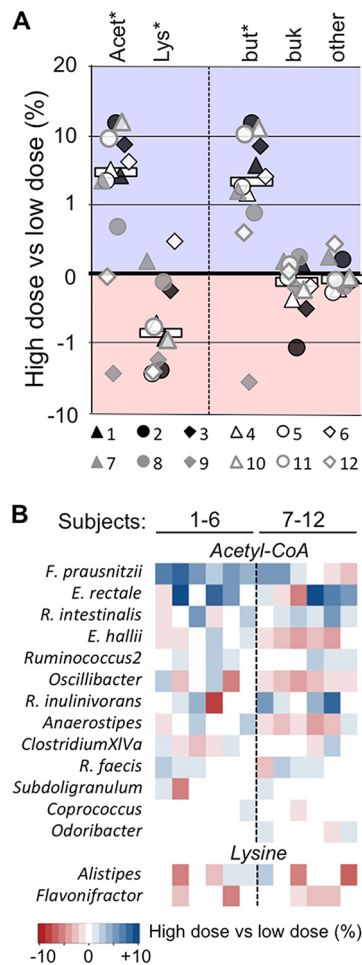 A
Acet* Lys* but* buk other
High dose vs low dose (%)
20
10
1
0
-1
-10
1 2 3 4 5 6
7 8 9 10 11 12
B
Subjects: 1-6 7-12
Acetyl-CoA
F. prausnitzii
E. rectale
R. intestinalis
E. hallii
Ruminococcus2
Oscillibacter
R. inulinivorans
Anaerostipes
ClostridiumXIVa
R. faecis
Subdoligranulum
Coprococcus
Odoribacter
Lysine
Alistipes
Flavonifractor
High dose vs low dose (%)
-10 0 +10